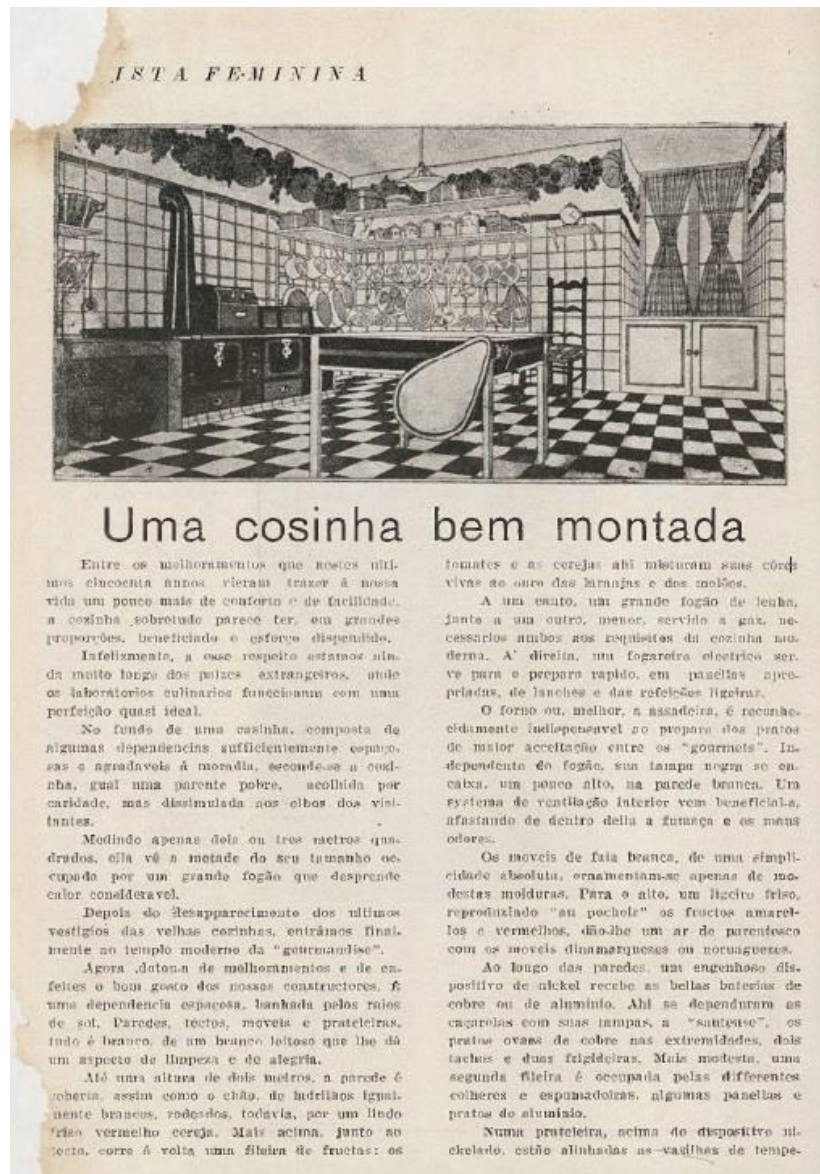 ISTA FEMININA
Uma cosinha bem montada
Entre os melhoramentos que nestes ulti-
mos cincoenta annos vieram trazer á nossa
vida um pouco mais de conforto e de facilidade,
a cozinha sobretudo parece ter, em grandes
proporções, beneficiado o esforço dispendido.
Infelizmente, a esse respeito estamos ain-
da muito longe dos paizes extrangeiros, onde
os laboratorios culinarios funccionam com uma
perfeição quasi ideal.
No fundo de uma casinha, composta de
algumas dependencias sufficientemente espaço-
sas e agradaveis á moradia, esconde-se a cozi-
nha, qual uma parente pobre, acolhida por
caridade, mas dissimulada aos olhos dos visi-
tantes.
Medindo apenas dois ou tres metros qua-
drados, ella vê a metade do seu tamanho oc-
cupada por um grande fogão que desprende
calor consideravel.
Depois do desapparecimento dos ultimos
vestigios das velhas cozinhas, entrámos final-
mente no templo moderno da "gourmandise".
Agora dotou-a de melhoramentos e de en-
feites o bom gosto dos nossos constructores. É
uma dependencia espaçosa, banhada pelos raios
do sol. Paredes, téctos, moveis e prateleiras,
tudo é branco, de um branco leitoso que lhe dá
um aspecto de limpeza e de alegria.
Até uma altura de dois metros, a parede é
coberta, assim como o chão, de ladrilhos igual-
mente brancos, rodeados, todavia, por um lindo
friso vermelho cereja. Mais acima, junto ao
tecto, corre á volta uma fileira de fructas: os
tomates e as cerejas ahi misturam suas côres
vivas ao ouro das laranjas e dos melões.
A um canto, um grande fogão de lenha,
junto a um outro, menor, servido a gaz, ne-
cessarios ambos aos requisitos da cozinha mo-
derna. A' direita, um fogareiro electrico ser-
ve para o preparo rapido, em panellas apro-
priadas, de lanches e das refeições ligeiras.
O forno ou, melhor, a assadeira, é reconhe-
cidamente indispensavel ao preparo dos pratos
de maior acceitação entre os "gourmets". In-
dependente do fogão, sua tampa negra se en-
caixa, um pouco alto, na parede branca. Um
systema de ventilação interior vem beneficial-a,
afastando de dentro della a fumaça e os maus
odores.
Os moveis de faia branca, de uma simpli-
cidade absoluta, ornamentam-se apenas de mo-
destas molduras. Para o alto, um ligeiro friso,
reproduzindo "au pochoir" os fructos amarel-
los e vermelhos, dão-lhe um ar de parentesco
com os moveis dinamarquezes ou noruaguezes.
Ao longo das paredes, um engenhoso dis-
positivo de nickel recebe as bellas baterias de
cobre ou de aluminio. Ahi se dependuram as
caçarolas com suas tampas, a "sauteuse", os
pratos ovaes de cobre nas extremidades, dois
tachos e duas frigideiras. Mais modesta, uma
segunda fileira é occupada pelas differentes
colheres e espumadeiras, algumas panellas e
pratos de aluminio.
Numa prateleira, acima do dispositivo ni-
ckelado, estão alinhadas as vasilhas de tempe-